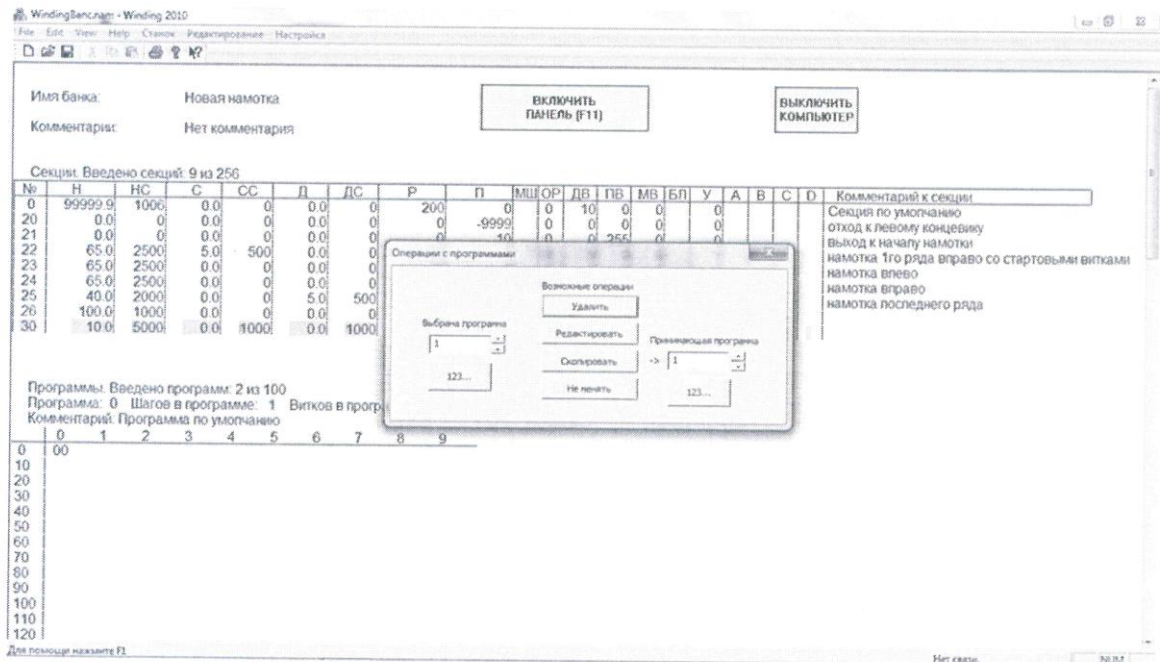 WindingBanc.nam - Winding 2010
File Edit View Help Станок Редактирование Настройка
Имя банка: Новая намотка
ВКЛЮЧИТЬ ПАНЕЛЬ (F11)
ВЫКЛЮЧИТЬ КОМПЬЮТЕР
Комментарии: Нет комментария
Секции. Введено секций: 9 из 256
№ Н НС С СС Д ДС Р П МШ ОР ДВ ПВ МВ БП У A B C D Комментарий к секции
0 99999.9 1006 0.0 0 0.0 0 200 0 0 10 0 0 0 Секция по умолчанию
20 0.0 0 0.0 0 0.0 0 0 -9999 0 0 0 0 0 отход к левому концевику
21 0.0 0 0.0 0 0.0 0 0 10 0 0 255 0 0 выход к началу намотки
22 65.0 2500 5.0 500 0.0 0 намотка 1го ряда вправо со стартовыми витками
23 65.0 2500 0.0 0 0.0 0 намотка влево
24 65.0 2500 0.0 0 0.0 0 намотка вправо
25 40.0 2000 0.0 0 5.0 500 намотка последнего ряда
26 100.0 1000 0.0 0 0.0 0
30 10.0 5000 0.0 1000 0.0 1000
Операции с программами
Возможные операции
Удалить
Выбрана программа
Редактировать
Принимающая программа
1
Скопировать
-> 1
123...
Не менять
123...
Программы. Введено программ: 2 из 100
Программа: 0 Шагов в программе: 1 Витков в прогр
Комментарий: Программа по умолчанию
0 1 2 3 4 5 6 7 8 9
0 00
10
20
30
40
50
60
70
80
90
100
110
120
Для помощи нажмите F1
Нет связи.
NUM